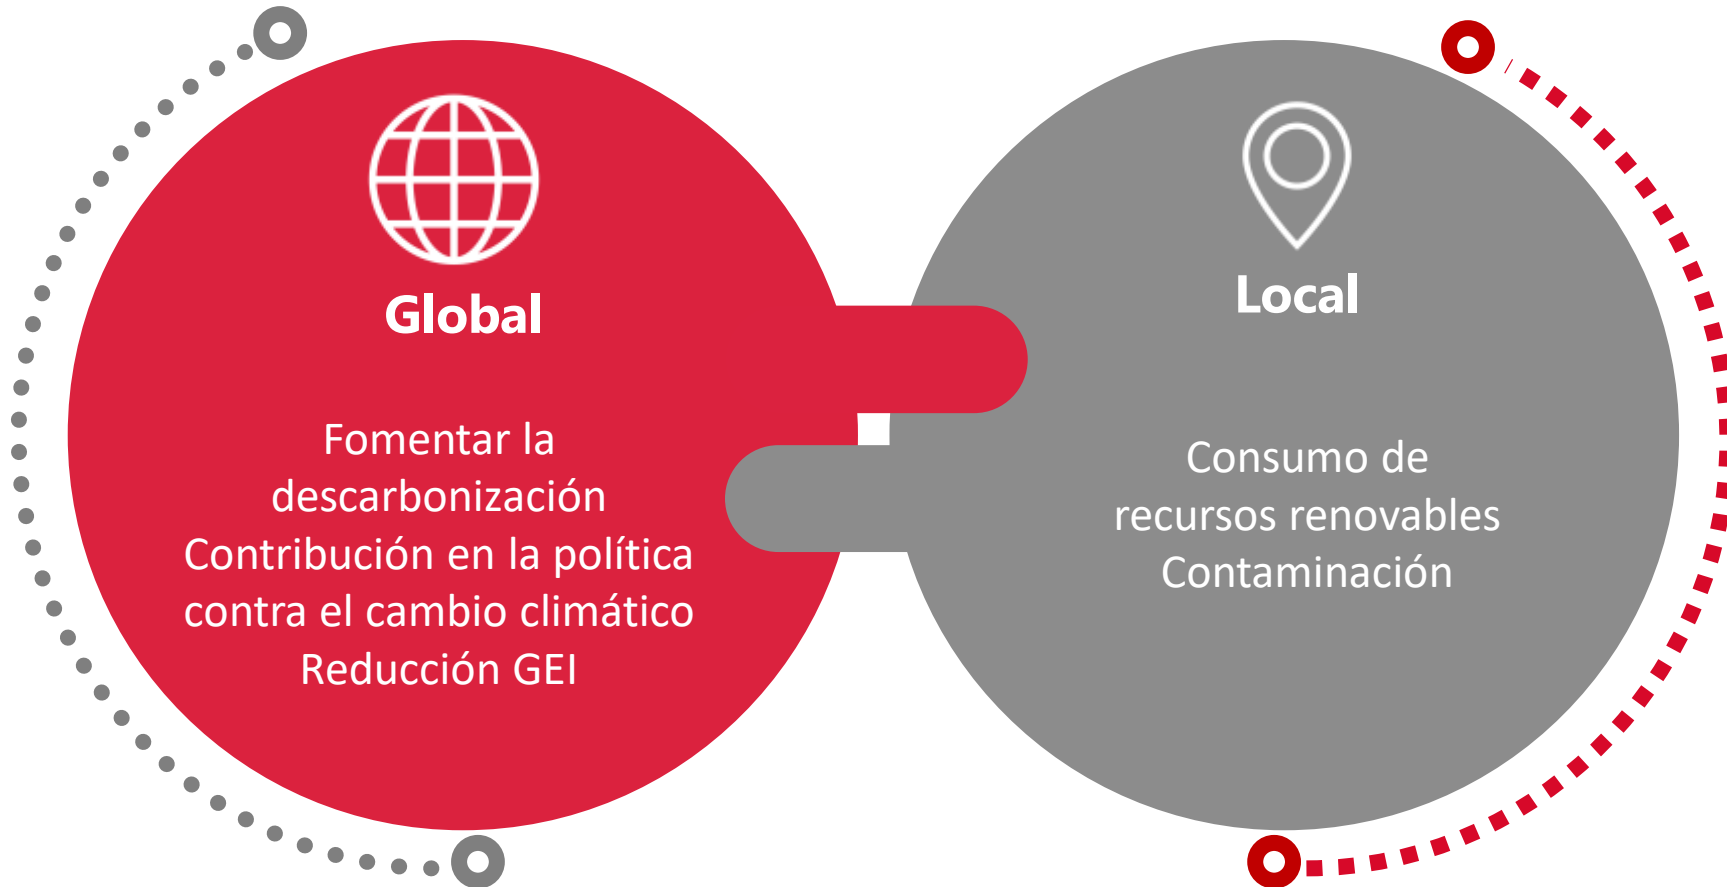 Global
Fomentar la
descarbonización
Contribución en la política
contra el cambio climático
Reducción GEI
Local
Consumo de
recursos renovables
Contaminación